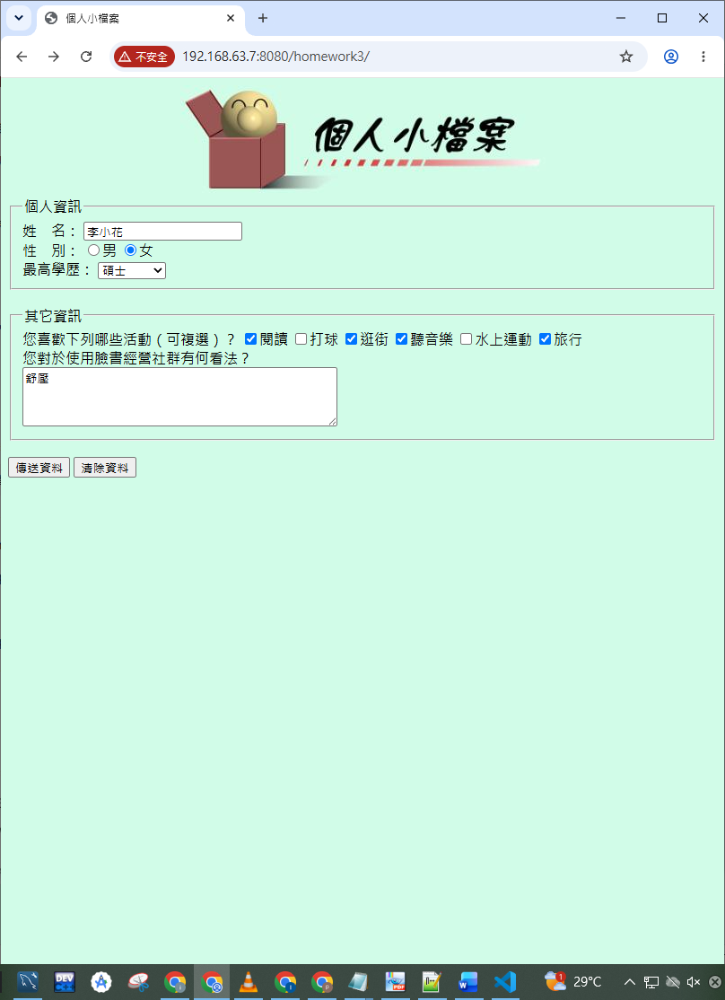 個人小檔案
不安全 192.168.63.7:8080/homework3/
個人小檔案
個人資訊
姓　名： 李小花
性　別： 男 女
最高學歷： 碩士
其它資訊
您喜歡下列哪些活動（可複選）？ 閱讀 打球 逛街 聽音樂 水上運動 旅行
您對於使用臉書經營社群有何看法？
舒壓
傳送資料 清除資料
DEV 1 29°C